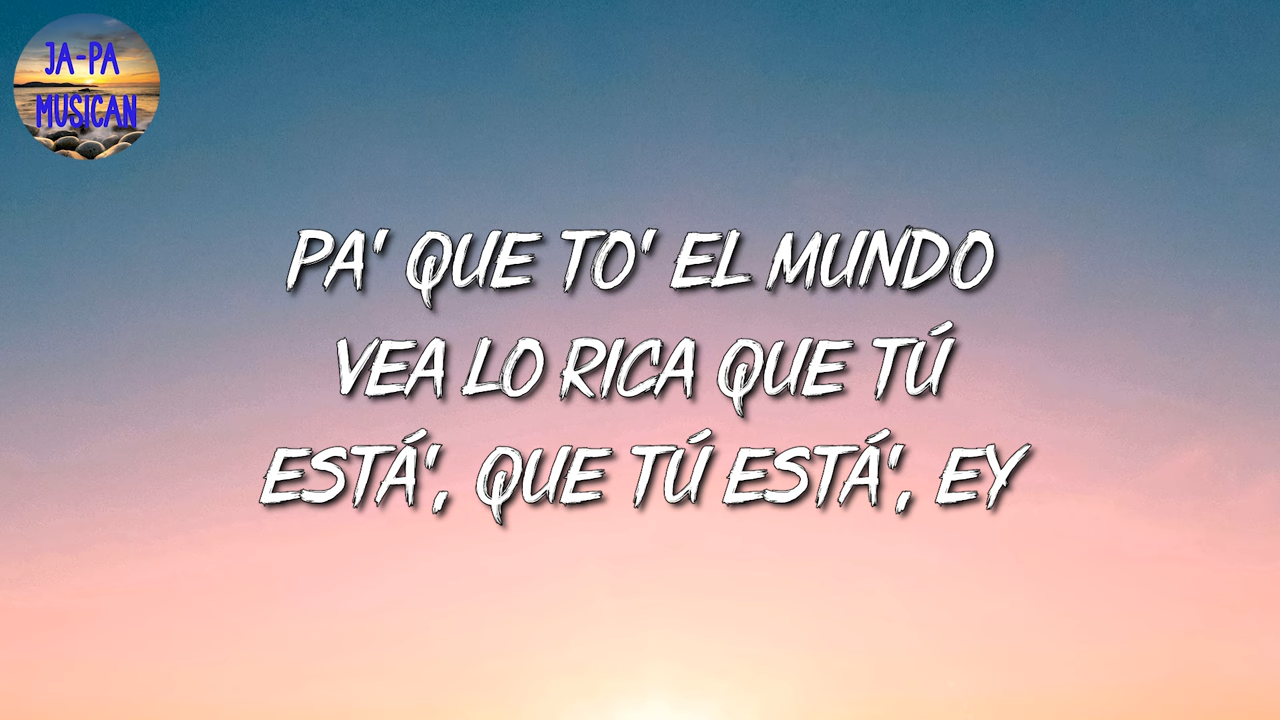 JA-PA
MUSICAN
PA' QUE TO' EL MUNDO
VEA LO RICA QUE TÚ
ESTÁ', QUE TÚ ESTÁ', EY